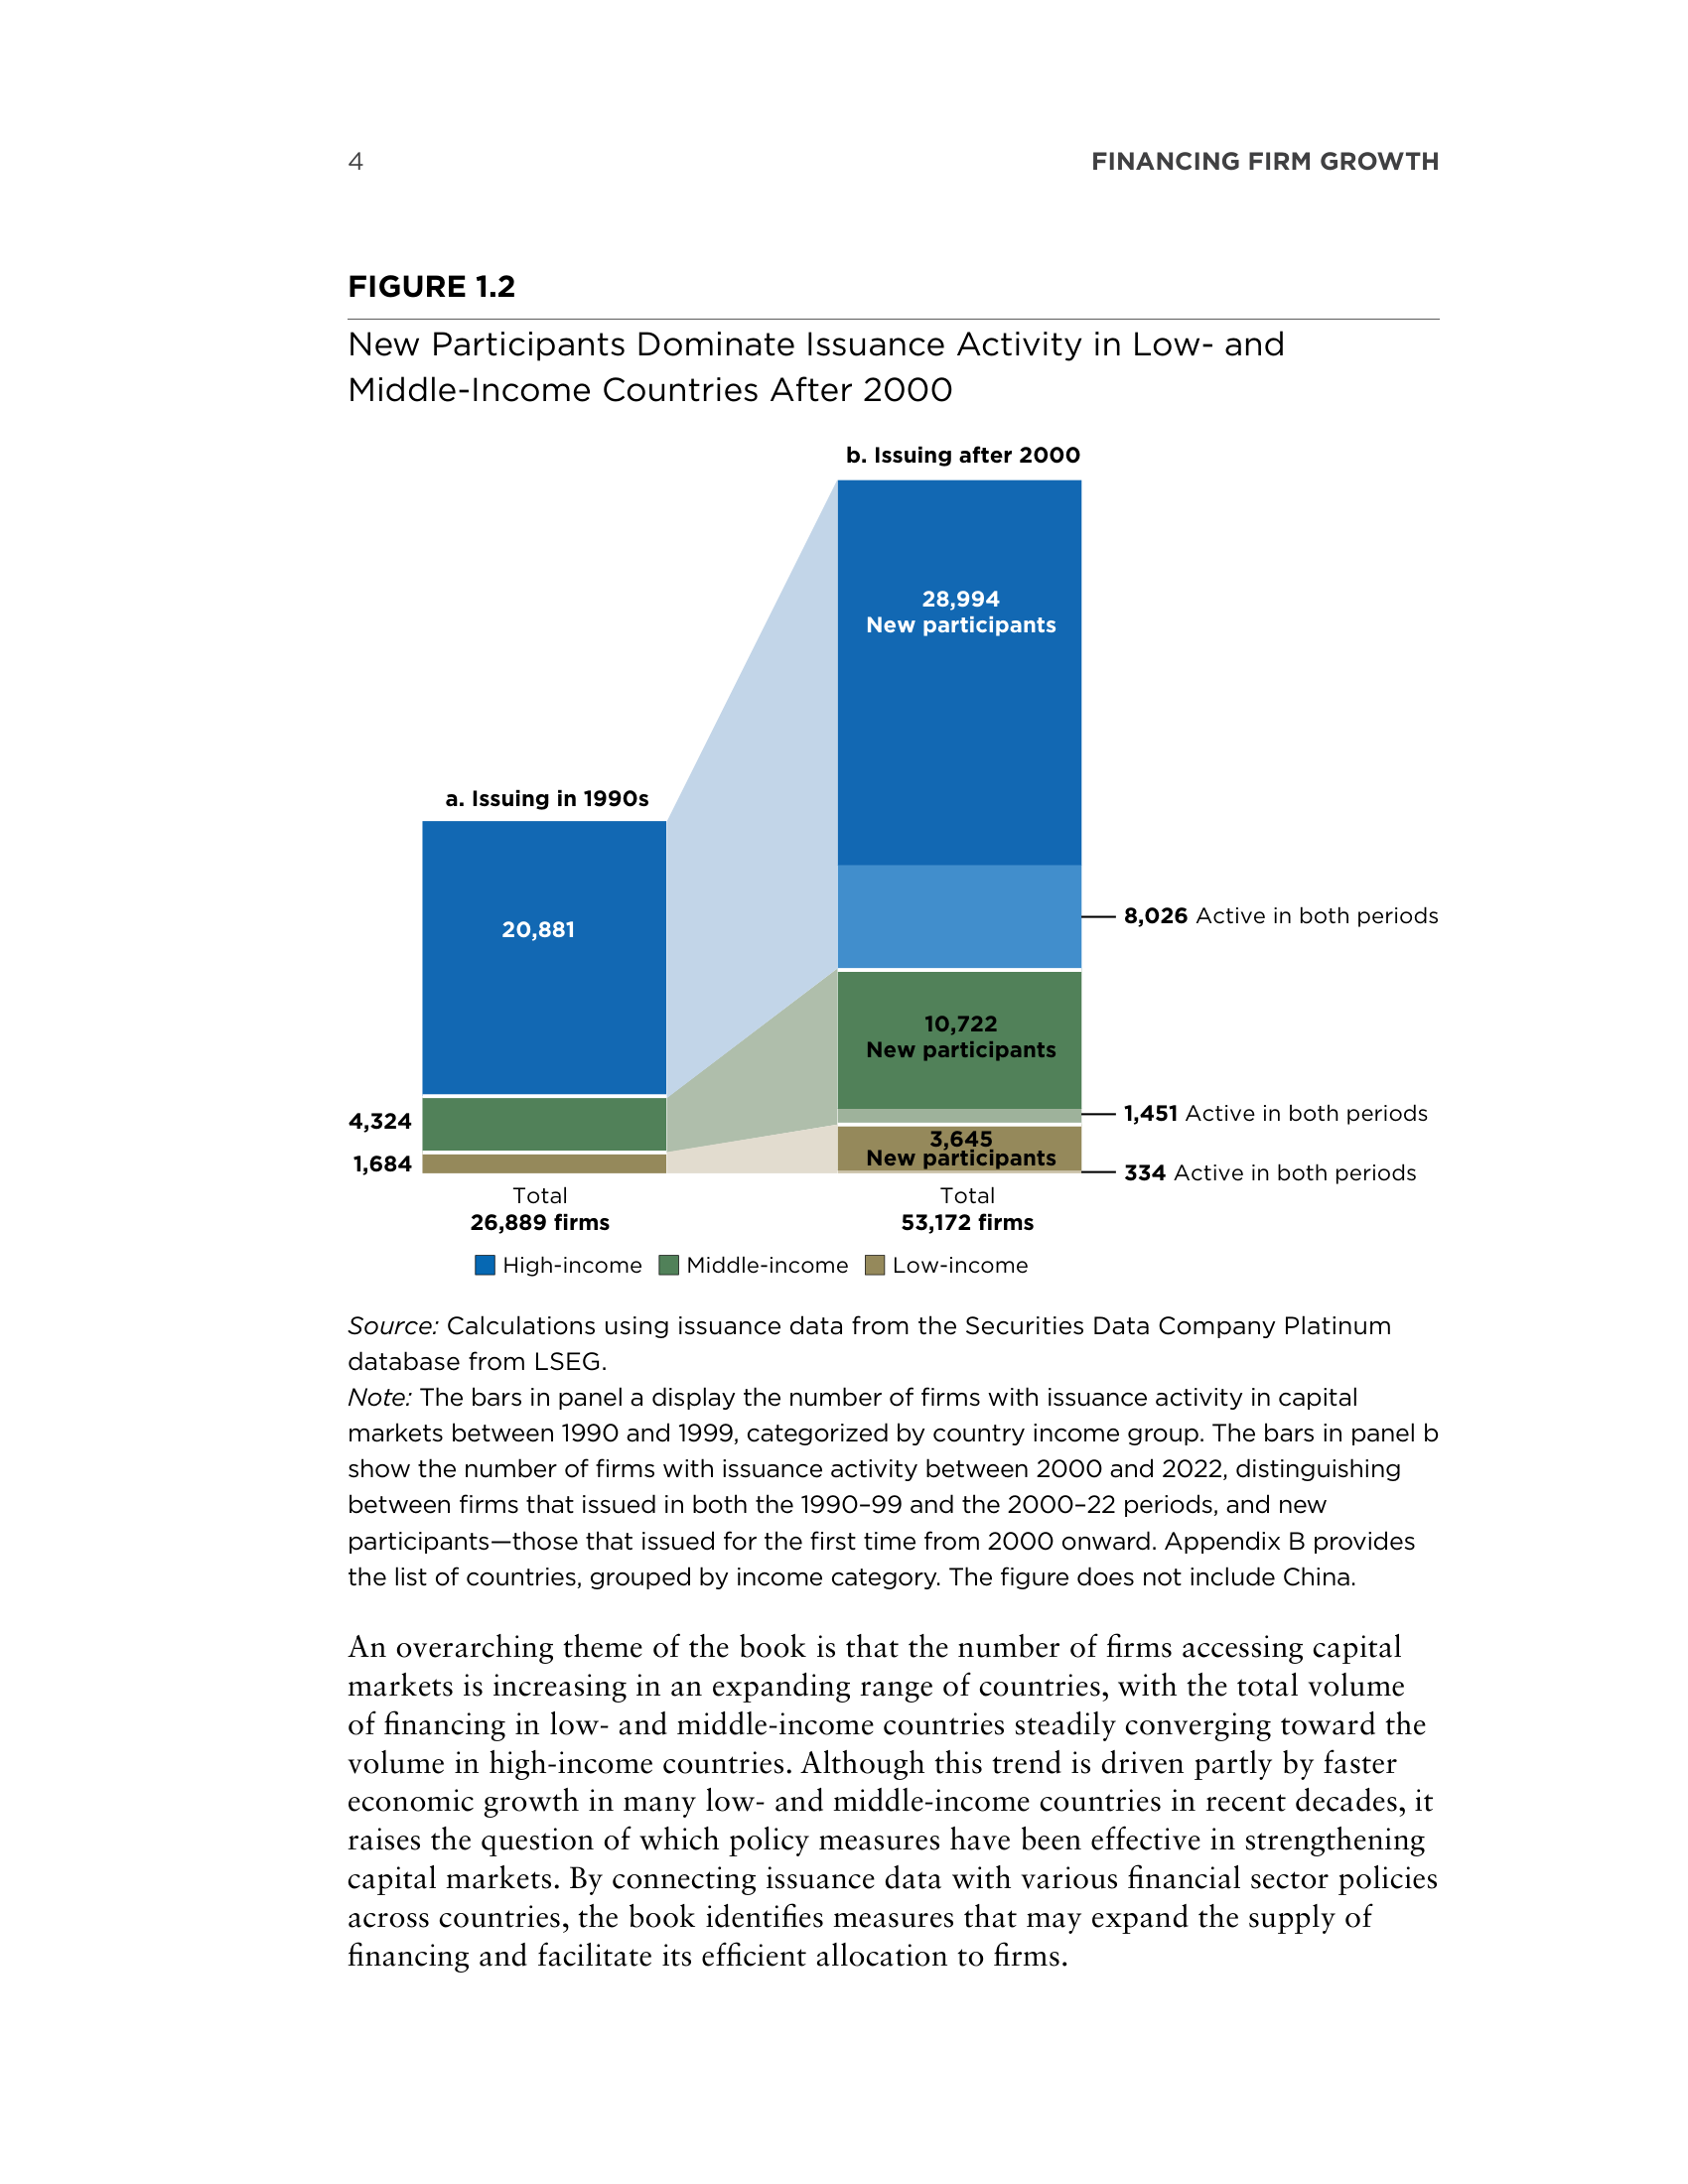 4
FINANCING FIRM GROWTH
FIGURE 1.2
New Participants Dominate Issuance Activity in Low- and
Middle-Income Countries After 2000
b. Issuing after 2000
28,994
New participants
a. Issuing in 1990s
20,881
8,026 Active in both periods
10,722
New participants
4,324
1,451 Active in both periods
3,645
New participants
1,684
334 Active in both periods
Total
26,889 firms
Total
53,172 firms
High-income Middle-income Low-income
Source: Calculations using issuance data from the Securities Data Company Platinum
database from LSEG.
Note: The bars in panel a display the number of firms with issuance activity in capital
markets between 1990 and 1999, categorized by country income group. The bars in panel b
show the number of firms with issuance activity between 2000 and 2022, distinguishing
between firms that issued in both the 1990–99 and the 2000–22 periods, and new
participants—those that issued for the first time from 2000 onward. Appendix B provides
the list of countries, grouped by income category. The figure does not include China.
An overarching theme of the book is that the number of firms accessing capital
markets is increasing in an expanding range of countries, with the total volume
of financing in low- and middle-income countries steadily converging toward the
volume in high-income countries. Although this trend is driven partly by faster
economic growth in many low- and middle-income countries in recent decades, it
raises the question of which policy measures have been effective in strengthening
capital markets. By connecting issuance data with various financial sector policies
across countries, the book identifies measures that may expand the supply of
financing and facilitate its efficient allocation to firms.